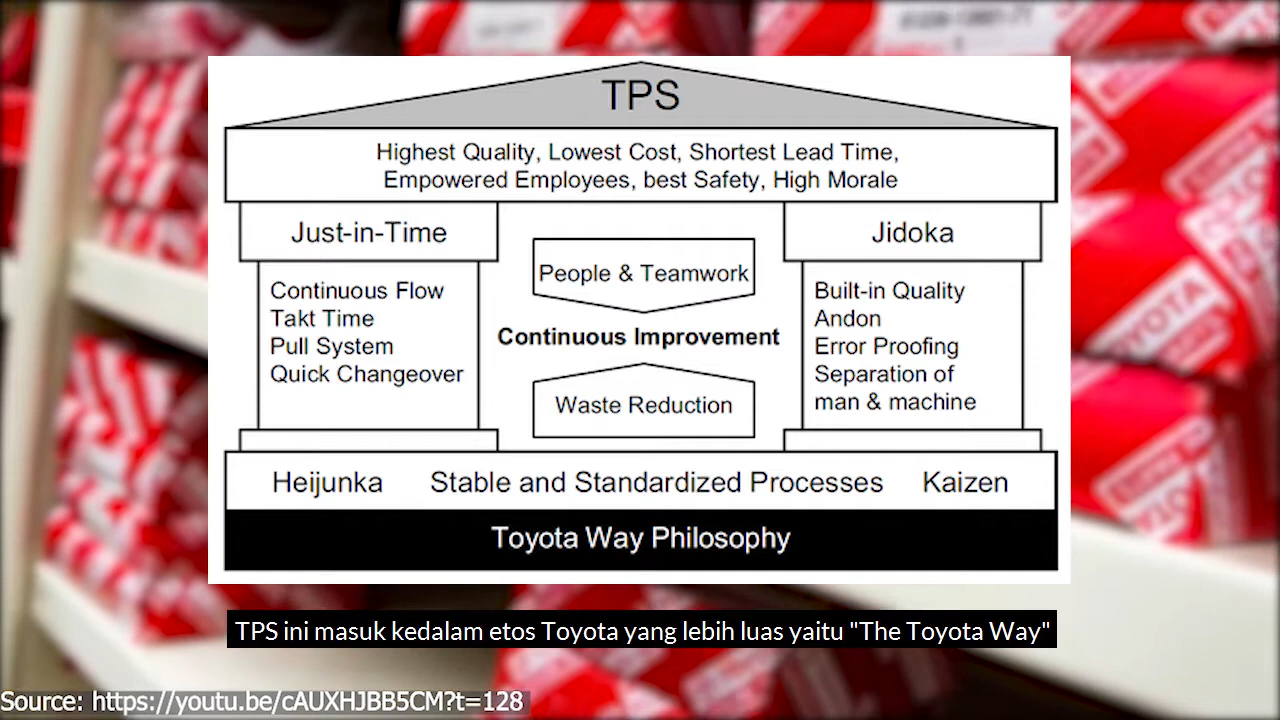 TPS
Highest Quality, Lowest Cost, Shortest Lead Time,
Empowered Employees, best Safety, High Morale
Just-in-Time
Continuous Flow
Takt Time
Pull System
Quick Changeover
People & Teamwork
Continuous Improvement
Waste Reduction
Jidoka
Built-in Quality
Andon
Error Proofing
Separation of
man & machine
Heijunka Stable and Standardized Processes Kaizen
Toyota Way Philosophy
TPS ini masuk kedalam etos Toyota yang lebih luas yaitu "The Toyota Way"
Source: https://youtu.be/cAUXHJBB5CM?t=128
TOYOTA